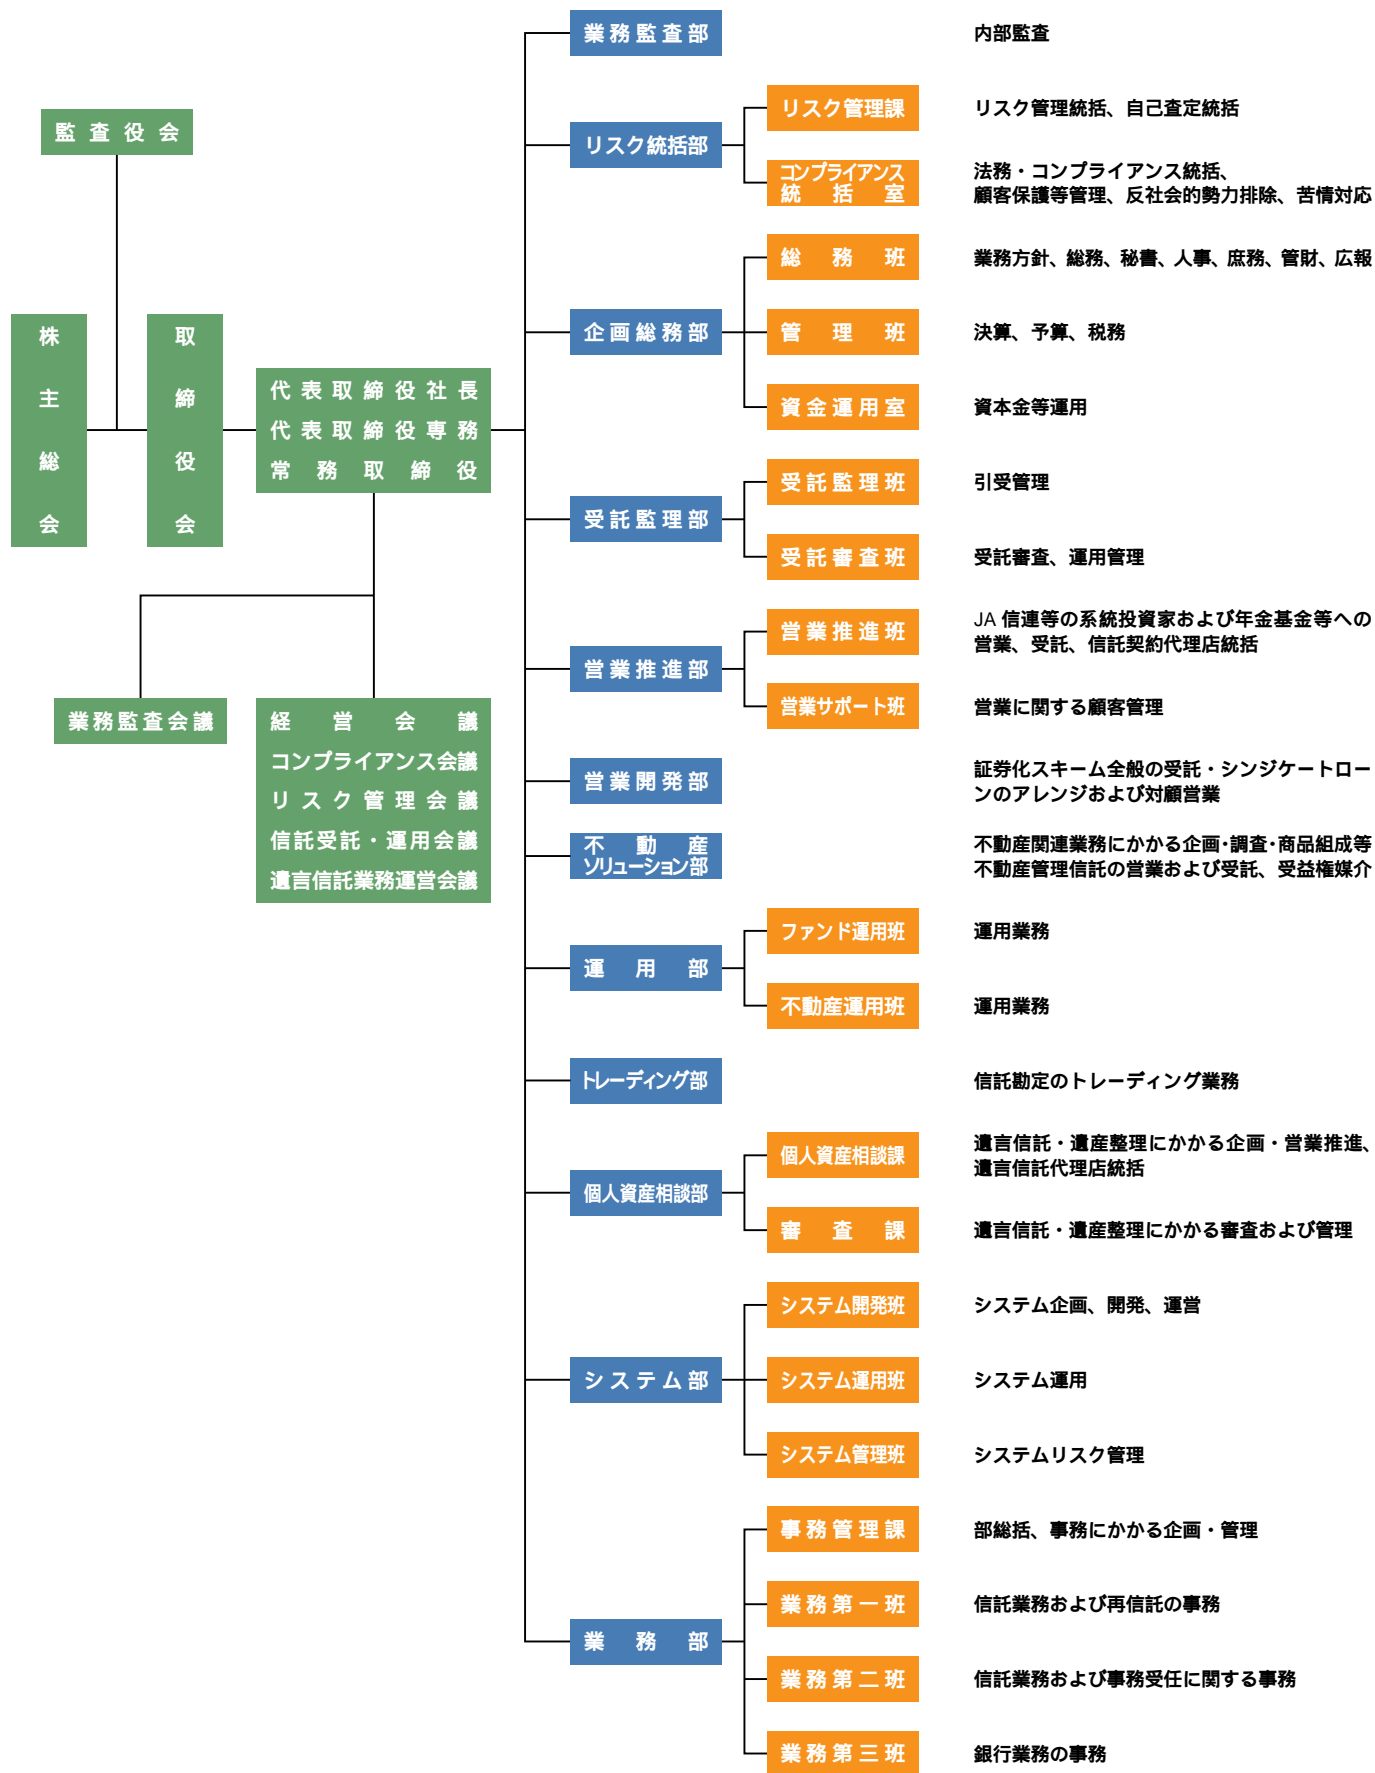 監査役会
株主総会
取締役会
代表取締役社長
代表取締役専務
常務取締役
業務監査会議
経営会議
コンプライアンス会議
リスク管理会議
信託受託・運用会議
遺言信託業務運営会議
業務監査部
内部監査
リスク統括部
リスク管理課
リスク管理統括、自己査定統括
コンプライアンス
統括室
法務・コンプライアンス統括、
顧客保護等管理、反社会的勢力排除、苦情対応
企画総務部
総務班
業務方針、総務、秘書、人事、庶務、管財、広報
管理班
決算、予算、税務
資金運用室
資本金等運用
受託監理部
受託監理班
引受管理
受託審査班
受託審査、運用管理
営業推進部
営業推進班
JA 信連等の系統投資家および年金基金等への
営業、受託、信託契約代理店統括
営業サポート班
営業に関する顧客管理
営業開発部
証券化スキーム全般の受託・シンジケートロー
ンのアレンジおよび対顧営業
不動産
ソリューション部
不動産関連業務にかかる企画・調査・商品組成等
不動産管理信託の営業および受託、受益権媒介
運用部
ファンド運用班
運用業務
不動産運用班
運用業務
トレーディング部
信託勘定のトレーディング業務
個人資産相談部
個人資産相談課
遺言信託・遺産整理にかかる企画・営業推進、
遺言信託代理店統括
審査課
遺言信託・遺産整理にかかる審査および管理
システム部
システム開発班
システム企画、開発、運営
システム運用班
システム運用
システム管理班
システムリスク管理
業務部
事務管理課
部総括、事務にかかる企画・管理
業務第一班
信託業務および再信託の事務
業務第二班
信託業務および事務受任に関する事務
業務第三班
銀行業務の事務